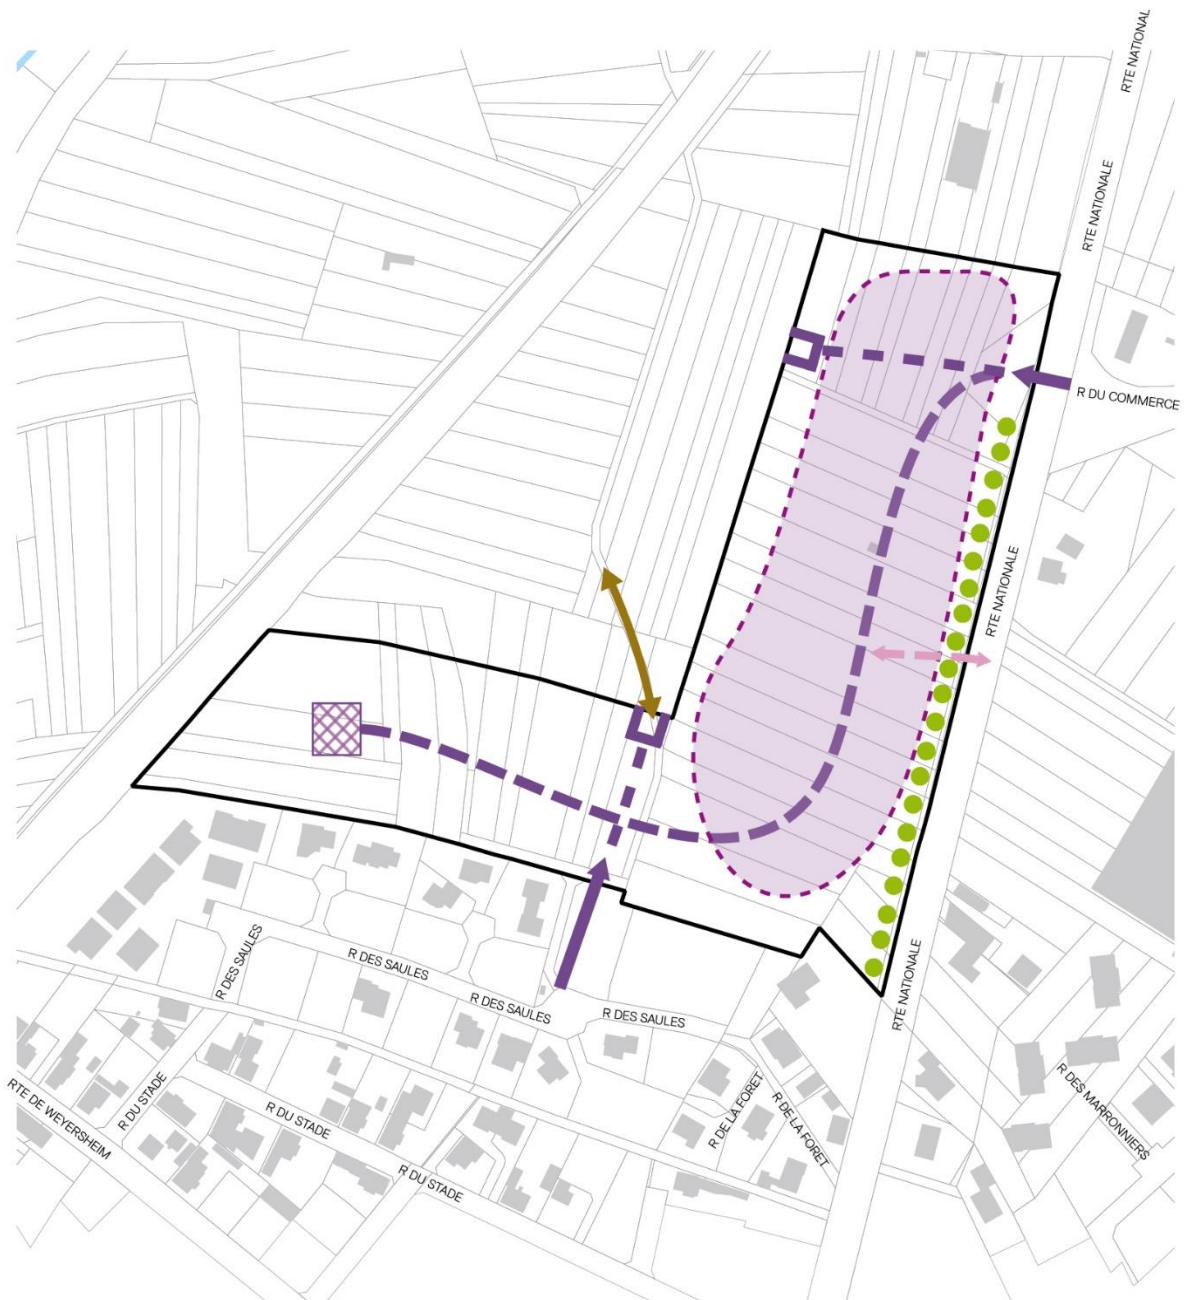 RTE NATIONAL
RTE NATIONALE
R DU COMMERCE
RTE NATIONALE
R DES SAULES
R DES SAULES
R DES SAULES
R DES SAULES
RTE NATIONALE
RTE DE WEYERSHEIM
R DU STADE
R DU STADE
R DU STADE
R DE LA FORET
R DE LA FORET
R DES MARRONNIERS